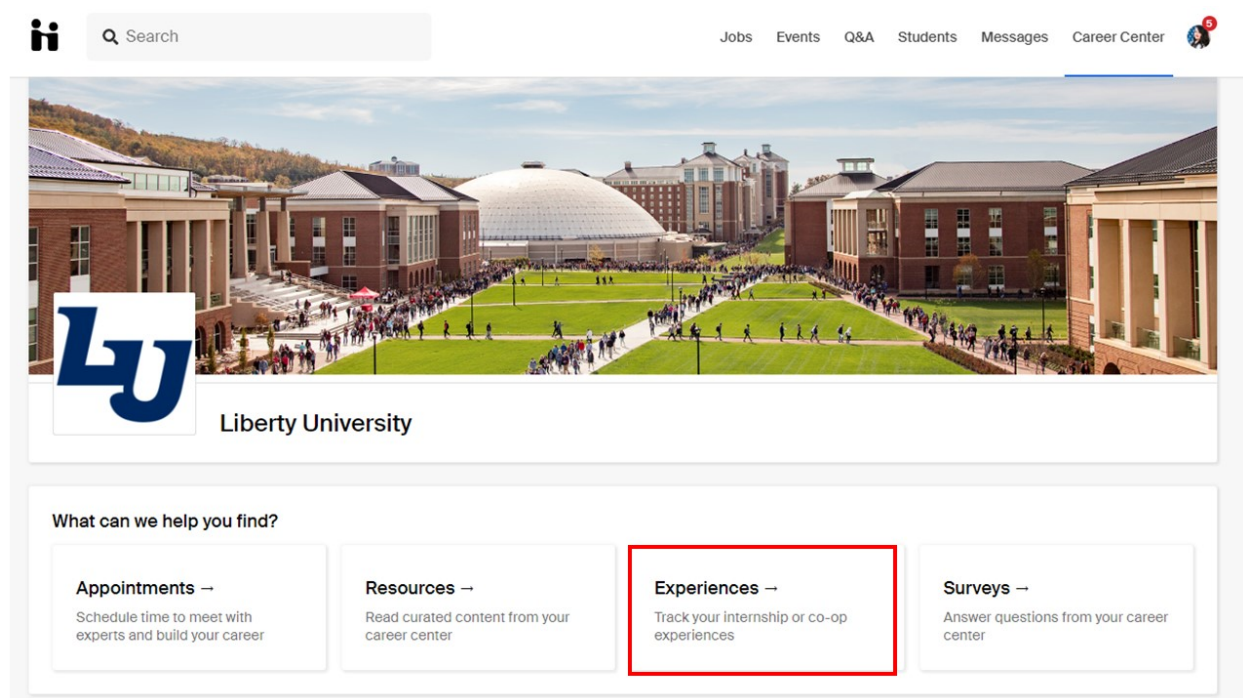 Search
Jobs Events Q&A Students Messages Career Center
5
LU
Liberty University
What can we help you find?
Appointments →
Schedule time to meet with
experts and build your career
Resources →
Read curated content from your
career center
Experiences →
Track your internship or co-op
experiences
Surveys →
Answer questions from your career
center